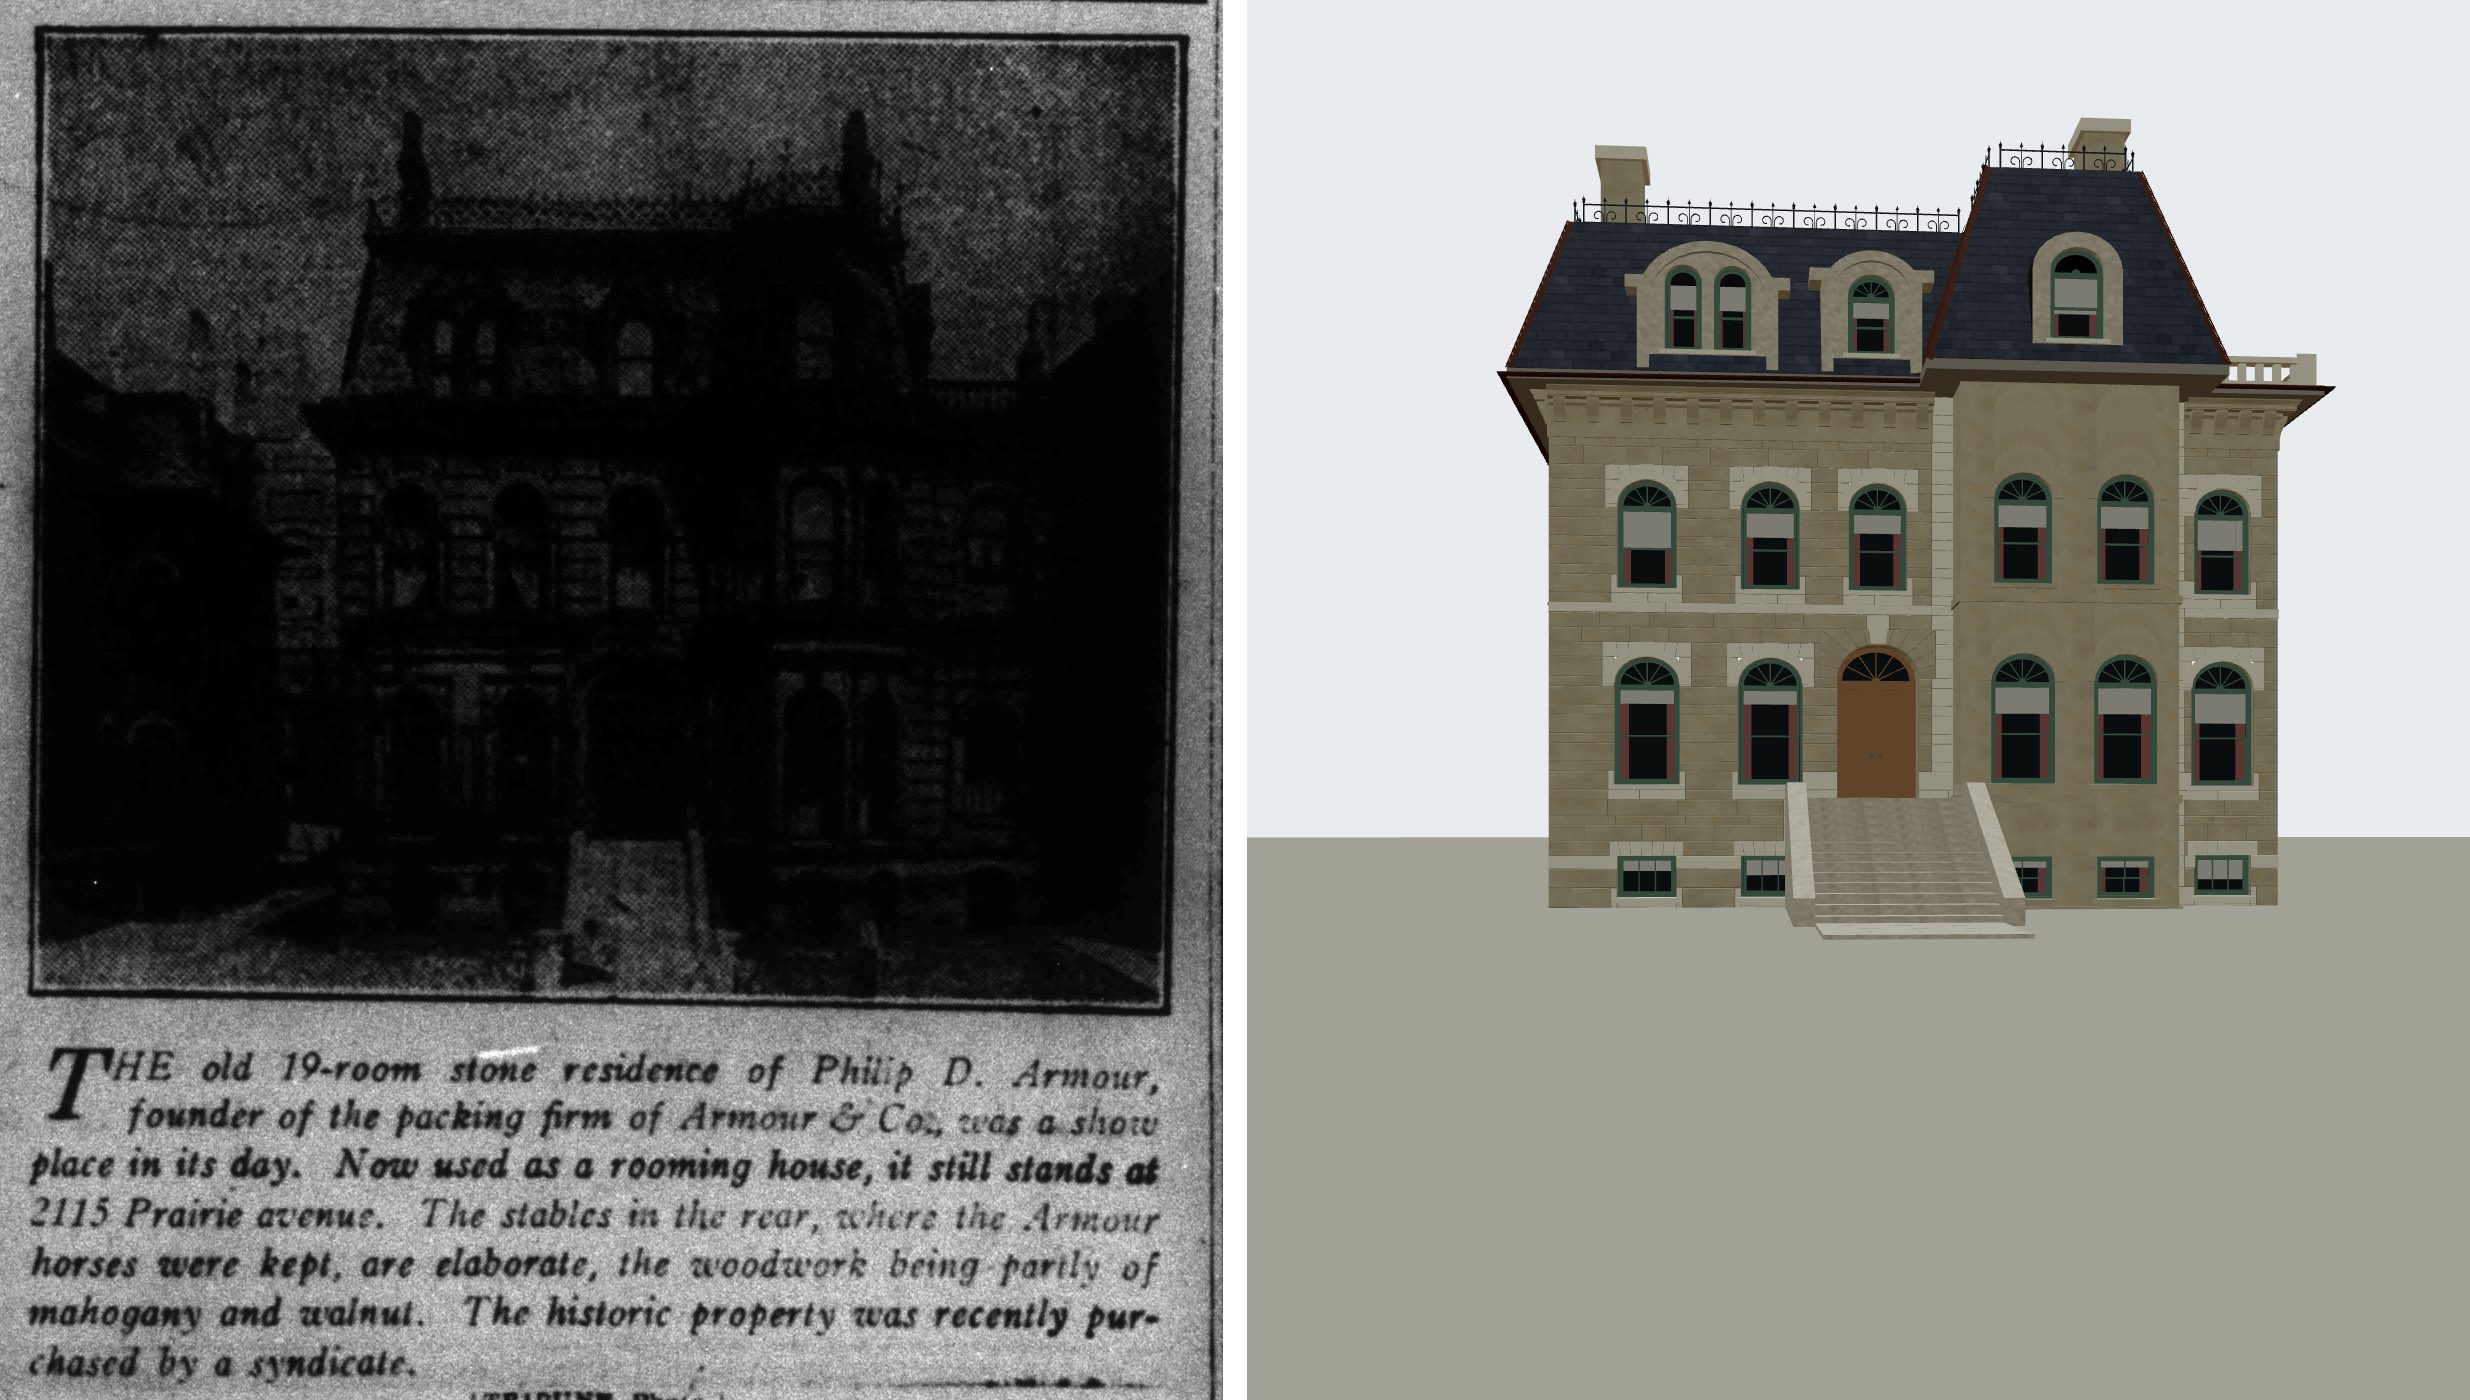 THE old 19-room stone residence of Philip D. Armour,
founder of the packing firm of Armour & Co., was a show
place in its day. Now used as a rooming house, it still stands at
2115 Prairie avenue. The stables in the rear, where the Armour
horses were kept, are elaborate, the woodwork being partly of
mahogany and walnut. The historic property was recently pur-
chased by a syndicate.
[TRIBUNE Photo.]